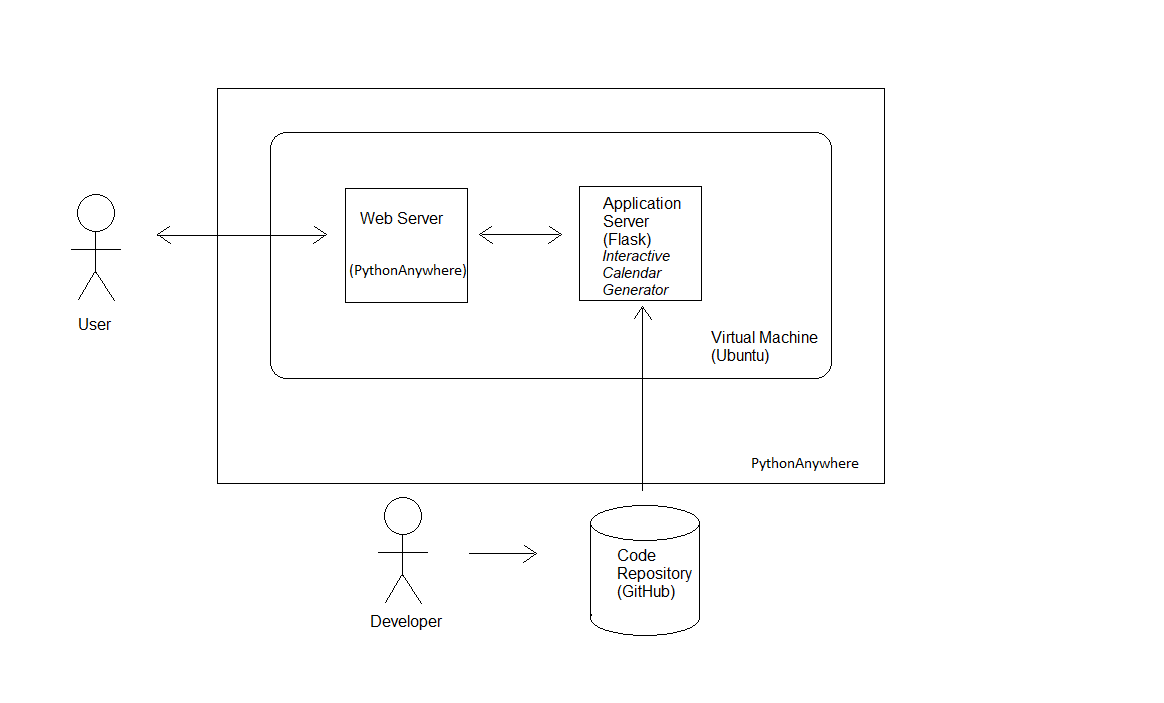 Web Server
(PythonAnywhere)
Application
Server
(Flask)
Interactive
Calendar
Generator
User
Virtual Machine
(Ubuntu)
PythonAnywhere
Developer
Code
Repository
(GitHub)